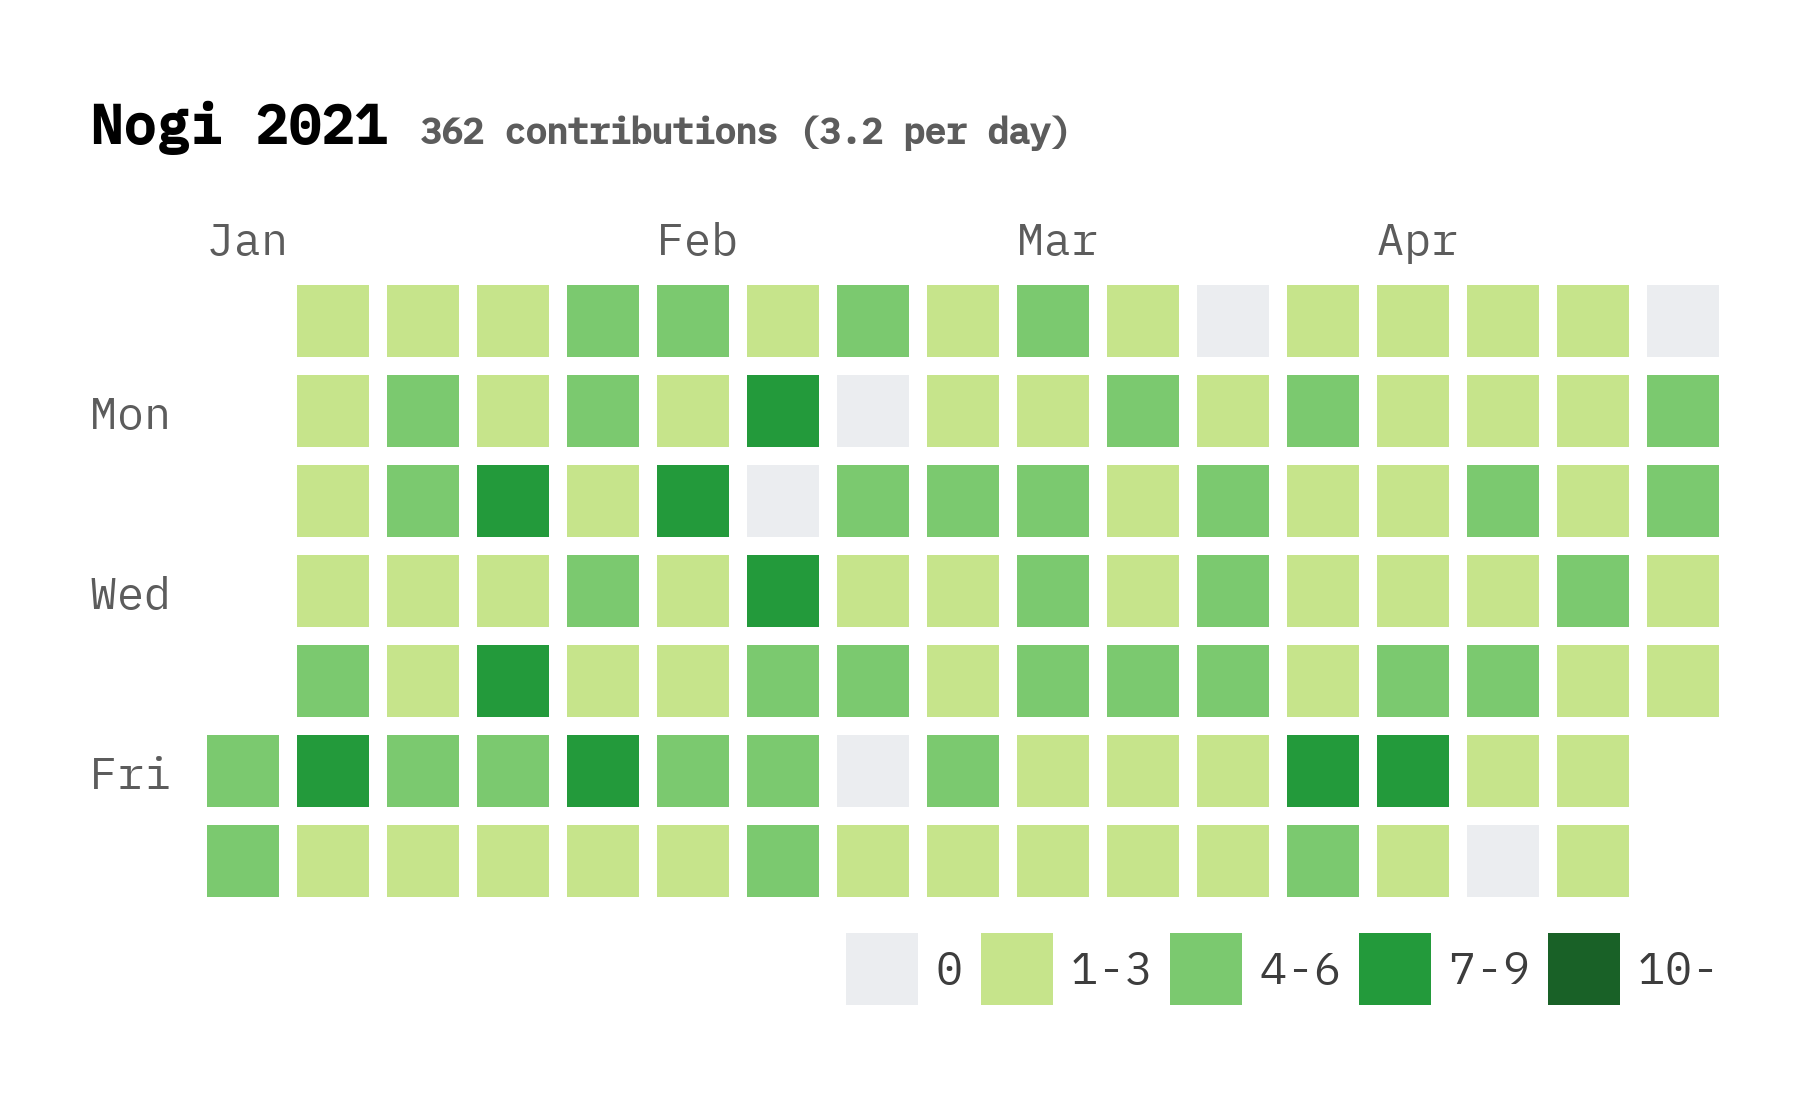 Nogi 2021 362 contributions (3.2 per day)
Jan Feb Mar Apr
Mon
Wed
Fri
0 1-3 4-6 7-9 10-